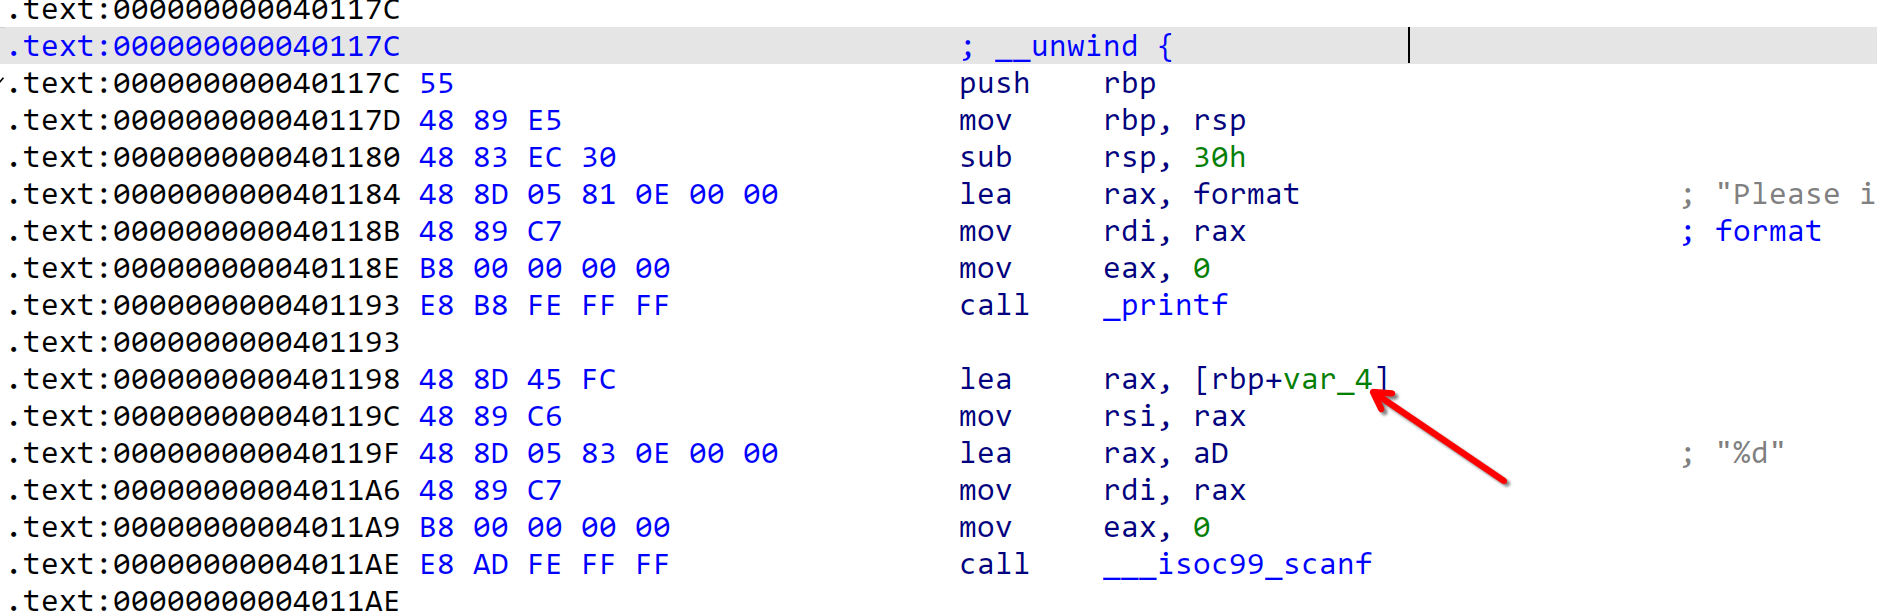 .text:000000000040117C
.text:000000000040117C ; __unwind {
.text:000000000040117C 55 push rbp
.text:000000000040117D 48 89 E5 mov rbp, rsp
.text:0000000000401180 48 83 EC 30 sub rsp, 30h
.text:0000000000401184 48 8D 05 81 0E 00 00 lea rax, format ; "Please i
.text:000000000040118B 48 89 C7 mov rdi, rax ; format
.text:000000000040118E B8 00 00 00 00 mov eax, 0
.text:0000000000401193 E8 B8 FE FF FF call _printf
.text:0000000000401193
.text:0000000000401198 48 8D 45 FC lea rax, [rbp+var_4]
.text:000000000040119C 48 89 C6 mov rsi, rax
.text:000000000040119F 48 8D 05 83 0E 00 00 lea rax, aD ; "%d"
.text:00000000004011A6 48 89 C7 mov rdi, rax
.text:00000000004011A9 B8 00 00 00 00 mov eax, 0
.text:00000000004011AE E8 AD FE FF FF call ___isoc99_scanf
.text:00000000004011AE